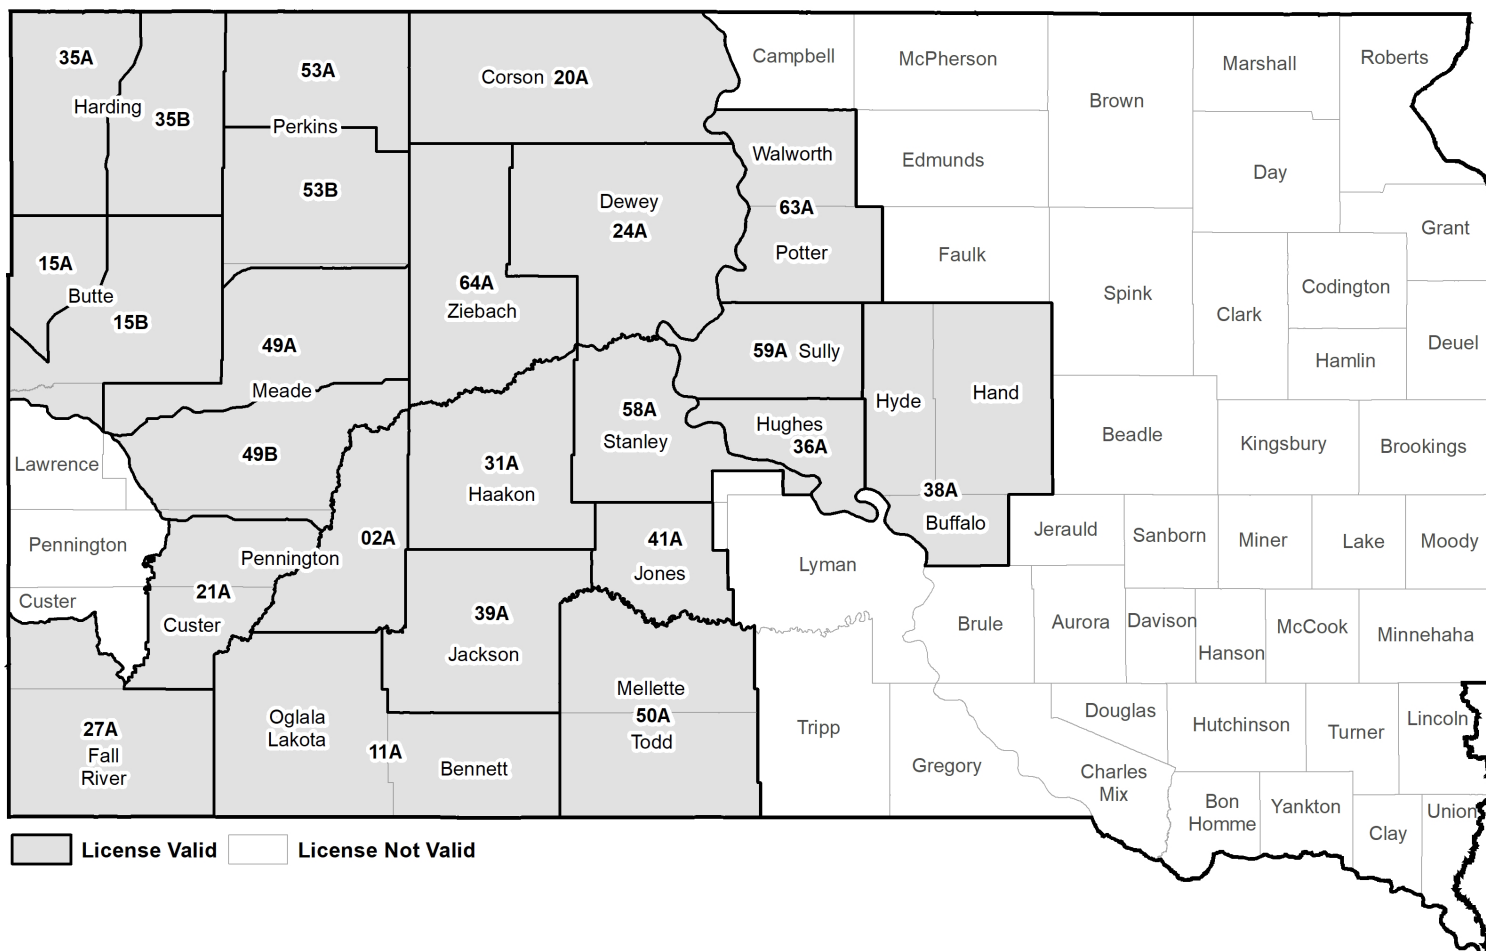 35A
Harding
35B
53A
Perkins
53B
Corson 20A
Campbell
McPherson
Brown
Marshall
Roberts
Walworth
63A
Potter
Edmunds
Day
Grant
Dewey
24A
Faulk
Spink
Clark
Codington
Hamlin
Deuel
15A
Butte
15B
64A
Ziebach
49A
Meade
49B
59A Sully
Hyde
Hand
38A
Buffalo
58A
Stanley
Hughes
36A
Beadle
Kingsbury
Brookings
Lawrence
31A
Haakon
02A
Pennington
Pennington
21A
Custer
Custer
41A
Jones
Lyman
Jerauld
Sanborn
Miner
Lake
Moody
39A
Jackson
Brule
Aurora
Davison
Hanson
McCook
Minnehaha
27A
Fall
River
Oglala
Lakota
11A
Bennett
Mellette
50A
Todd
Tripp
Gregory
Douglas
Charles
Mix
Hutchinson
Turner
Lincoln
Bon
Homme
Yankton
Clay
Union
License Valid
License Not Valid